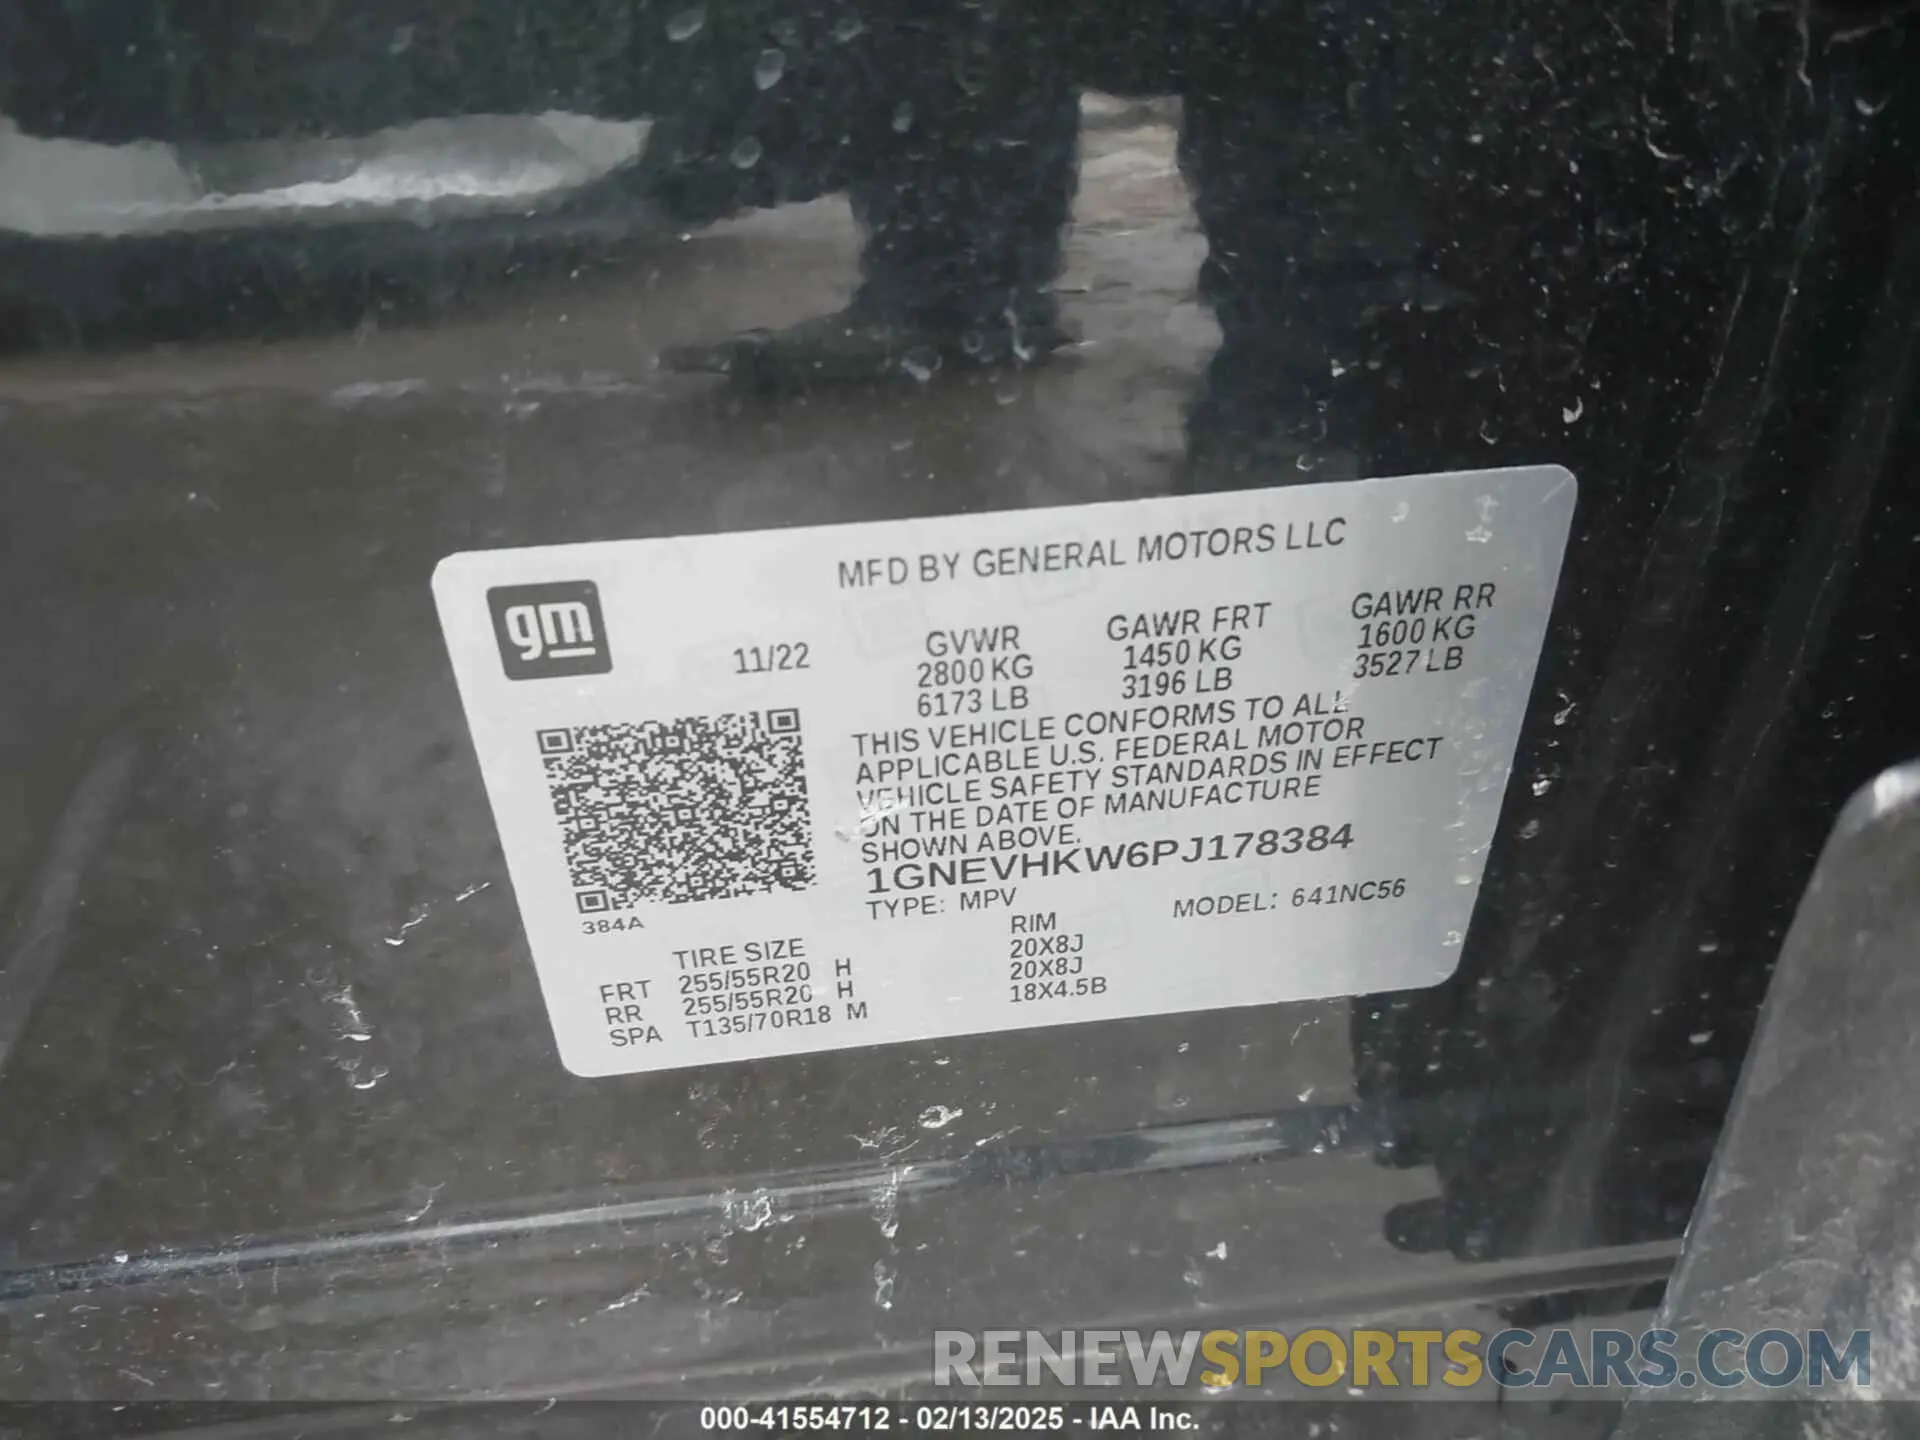 MFD BY GENERAL MOTORS LLC
gm
11/22
GVWR GAWR FRT GAWR RR
2800 KG 1450 KG 1600 KG
6173 LB 3196 LB 3527 LB
THIS VEHICLE CONFORMS TO ALL
APPLICABLE U.S. FEDERAL MOTOR
VEHICLE SAFETY STANDARDS IN EFFECT
ON THE DATE OF MANUFACTURE
SHOWN ABOVE.
1GNEVHKW6PJ178384
TYPE: MPV MODEL: 641NC56
384A
TIRE SIZE RIM
FRT 255/55R20 H 20X8J
RR 255/55R20 H 20X8J
SPA T135/70R18 M 18X4.5B
RENEWSPORTSCARS.COM
000-41554712 - 02/13/2025 - IAA Inc.